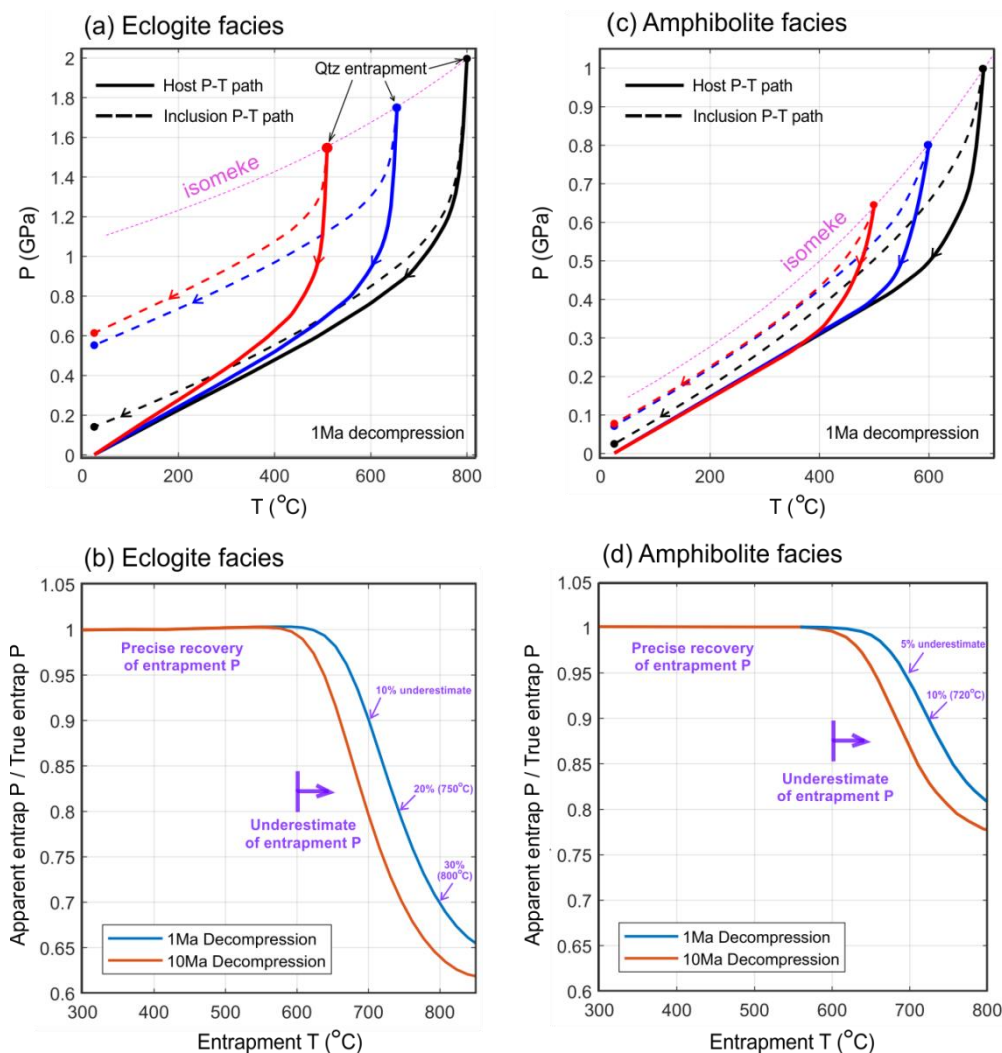 (a) Eclogite facies
Qtz entrapment
Host P-T path
Inclusion P-T path
isomeke
1Ma decompression
P (GPa)
2
1.8
1.6
1.4
1.2
1
0.8
0.6
0.4
0.2
0
0 200 400 600 800
T (°C)
(c) Amphibolite facies
Host P-T path
Inclusion P-T path
isomeke
1Ma decompression
P (GPa)
1
0.9
0.8
0.7
0.6
0.5
0.4
0.3
0.2
0.1
0
0 200 400 600
T (°C)
(b) Eclogite facies
Precise recovery
of entrapment P
10% underestimate
20% (750°C)
Underestimate
of entrapment P
30%
(800°C)
1Ma Decompression
10Ma Decompression
Apparent entrap P / True entrap P
1.05
1
0.95
0.9
0.85
0.8
0.75
0.7
0.65
0.6
300 400 500 600 700 800
Entrapment T (°C)
(d) Amphibolite facies
Precise recovery
of entrapment P
5% underestimate
10% (720°C)
Underestimate
of entrapment P
1Ma Decompression
10Ma Decompression
Apparent entrap P / True entrap P
1.05
1
0.95
0.9
0.85
0.8
0.75
0.7
0.65
0.6
300 400 500 600 700 800
Entrapment T (°C)